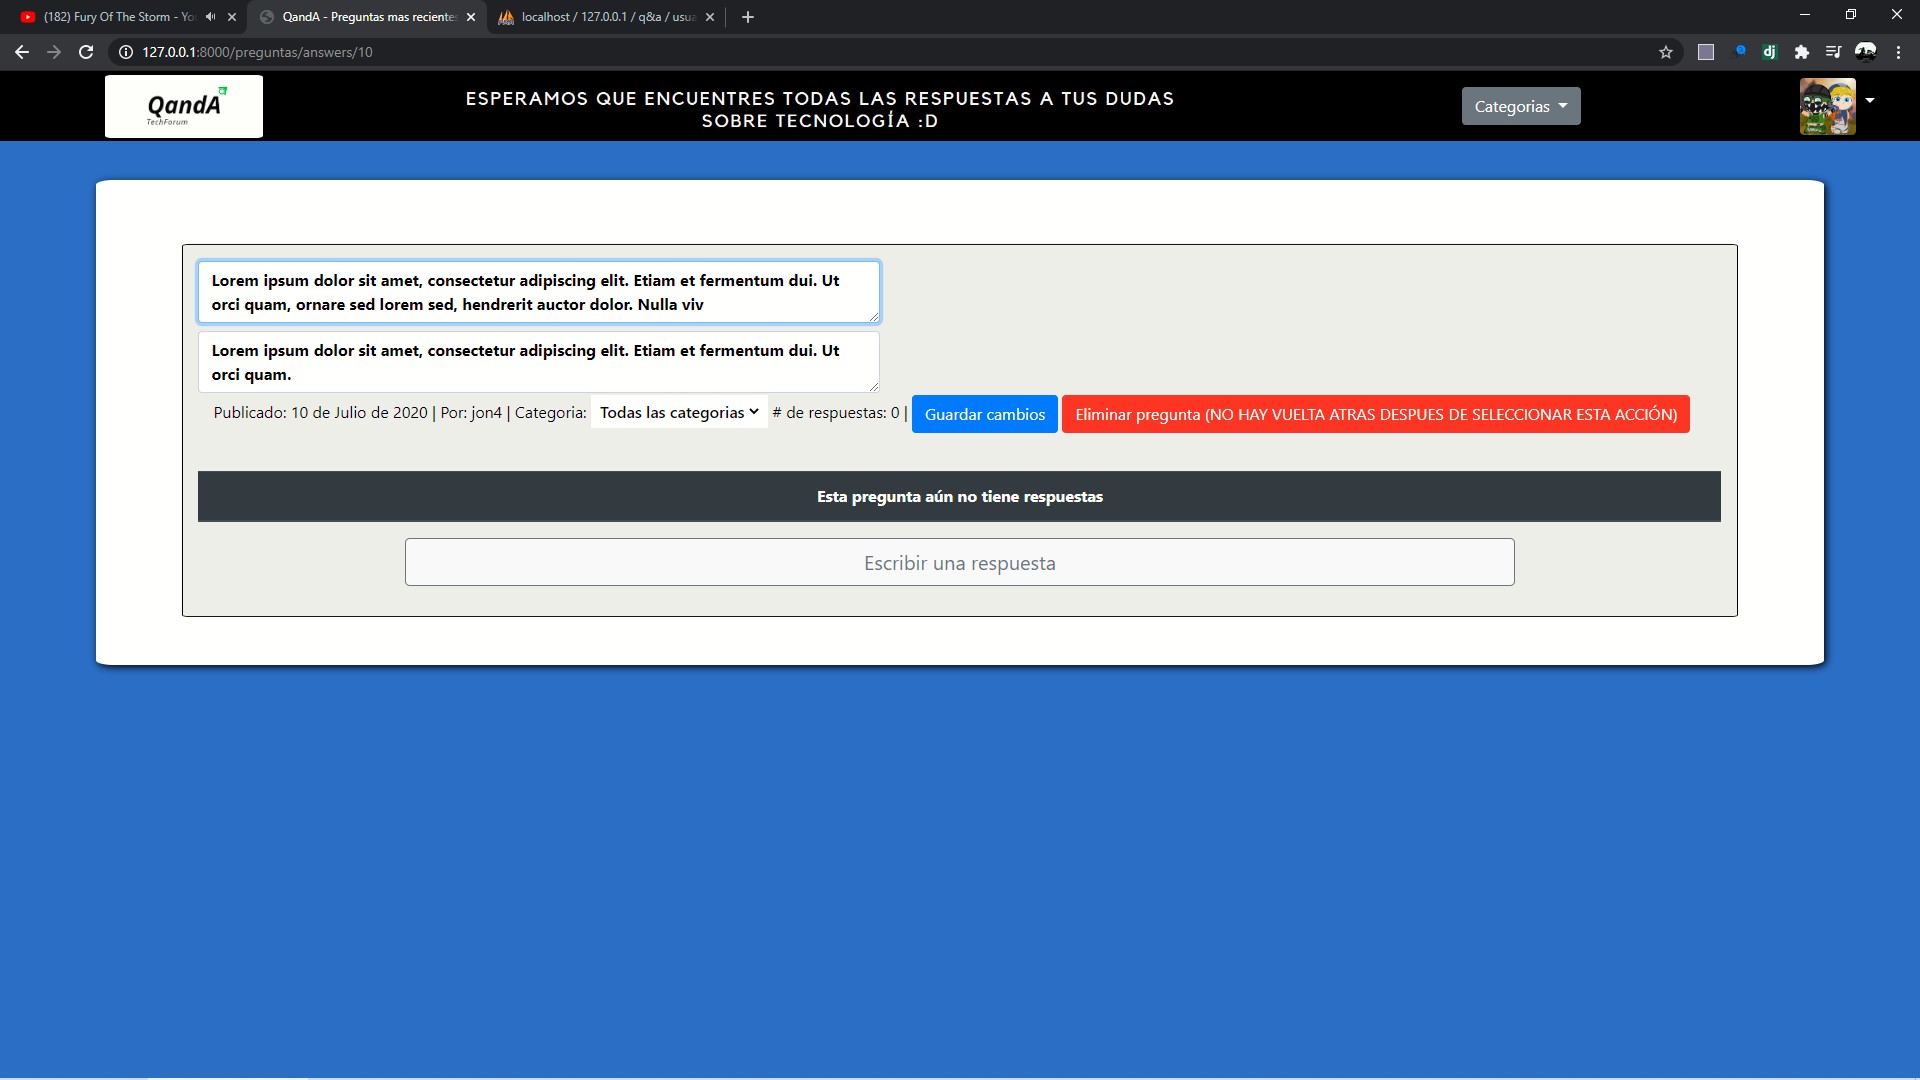 (182) Fury Of The Storm - Yo
QandA - Preguntas mas recientes
localhost / 127.0.0.1 / q&a / usua
127.0.0.1:8000/preguntas/answers/10
dj
QandA
TechForum
ESPERAMOS QUE ENCUENTRES TODAS LAS RESPUESTAS A TUS DUDAS
SOBRE TECNOLOGÍA :D
Categorias
Lorem ipsum dolor sit amet, consectetur adipiscing elit. Etiam et fermentum dui. Ut
orci quam, ornare sed lorem sed, hendrerit auctor dolor. Nulla viv
Lorem ipsum dolor sit amet, consectetur adipiscing elit. Etiam et fermentum dui. Ut
orci quam.
Publicado: 10 de Julio de 2020 | Por: jon4 | Categoria: Todas las categorias # de respuestas: 0 | Guardar cambios Eliminar pregunta (NO HAY VUELTA ATRAS DESPUES DE SELECCIONAR ESTA ACCIÓN)
Esta pregunta aún no tiene respuestas
Escribir una respuesta